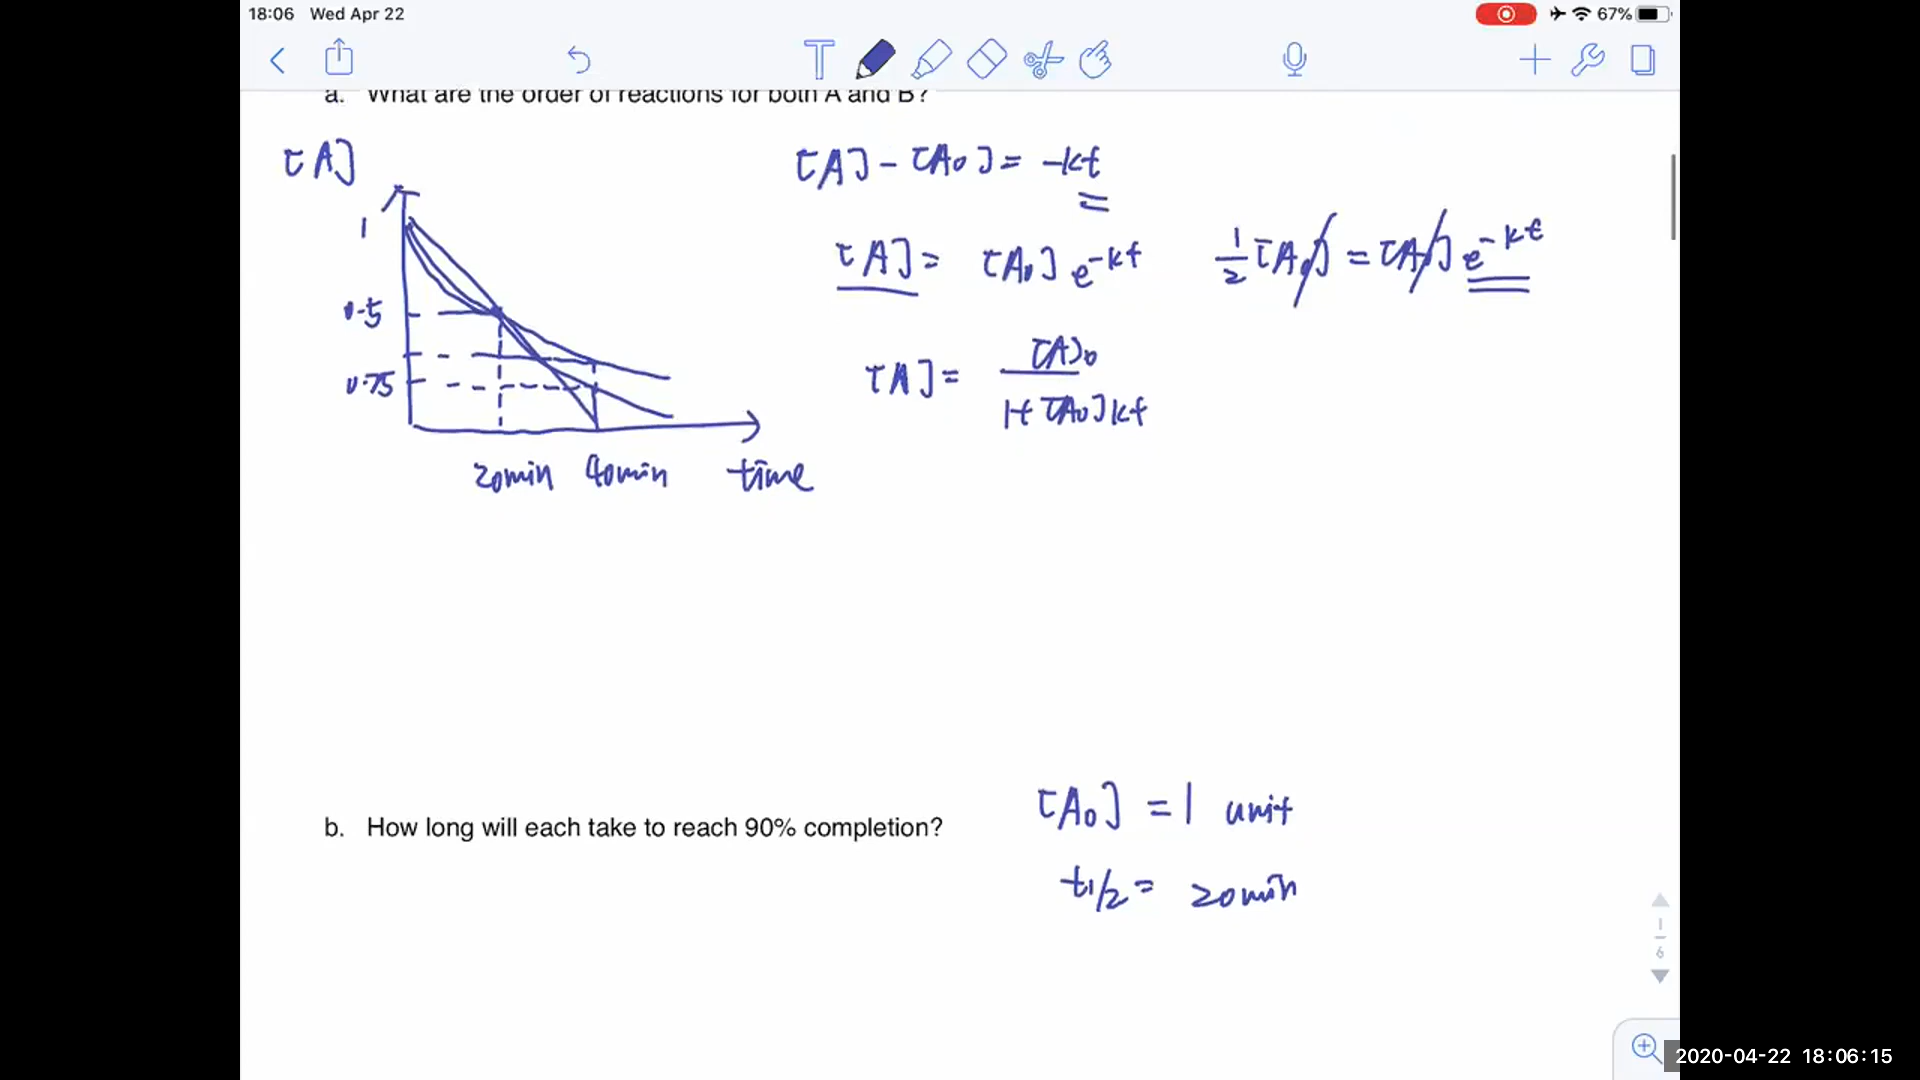 18:06 Wed Apr 22 67%
a. What are the order of reactions for both A and B?
[A]
1
0.5
0.75
20min 40min time
[A] - [A0] = -kt
[A] = [A0] e^-kt
1/2 [A0] = [A0] e^-kt
[A] = [A]0 / 1+[A0]kt
b. How long will each take to reach 90% completion?
[A0] = 1 unit
t1/2 = 20min
1
6
2020-04-22 18:06:15